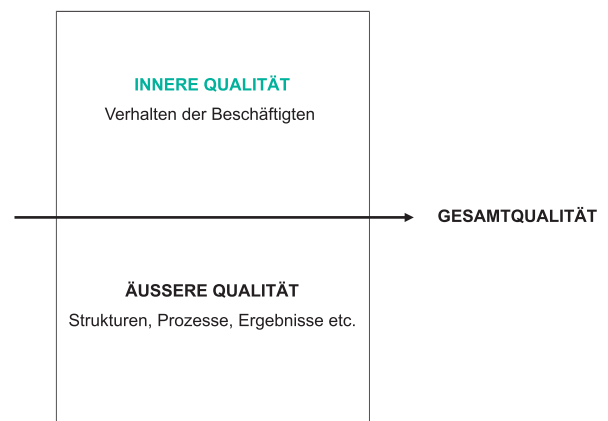 INNERE QUALITÄT
Verhalten der Beschäftigten
GESAMTQUALITÄT
ÄUSSERE QUALITÄT
Strukturen, Prozesse, Ergebnisse etc.